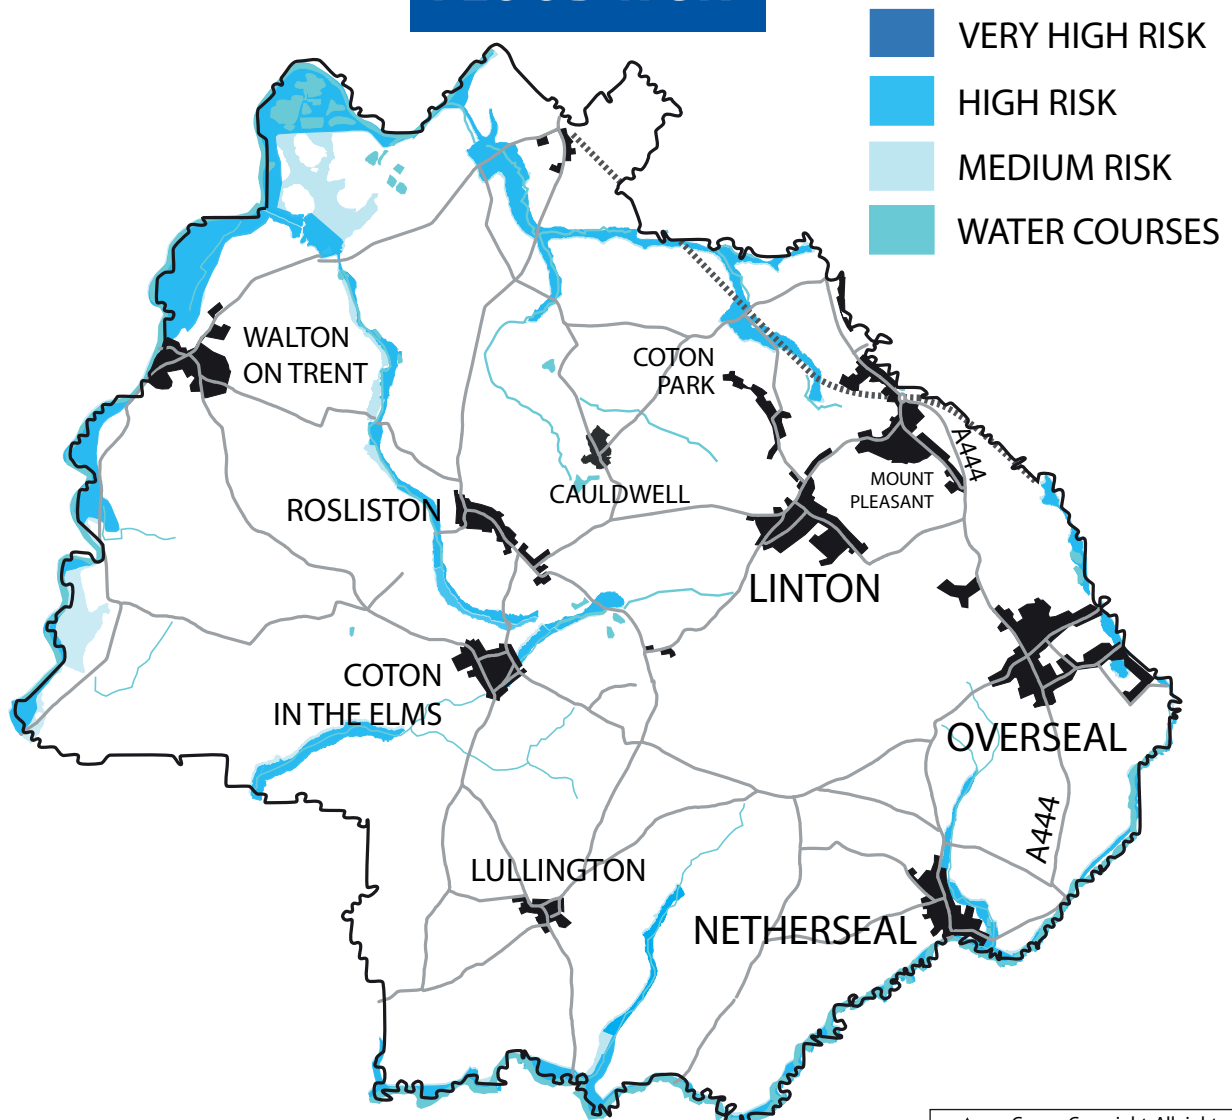 VERY HIGH RISK
HIGH RISK
MEDIUM RISK
WATER COURSES
WALTON
ON TRENT
COTON
PARK
A444
MOUNT
PLEASANT
CAULDWELL
ROSLISTON
LINTON
COTON
IN THE ELMS
OVERSEAL
A444
LULLINGTON
NETHERSEAL